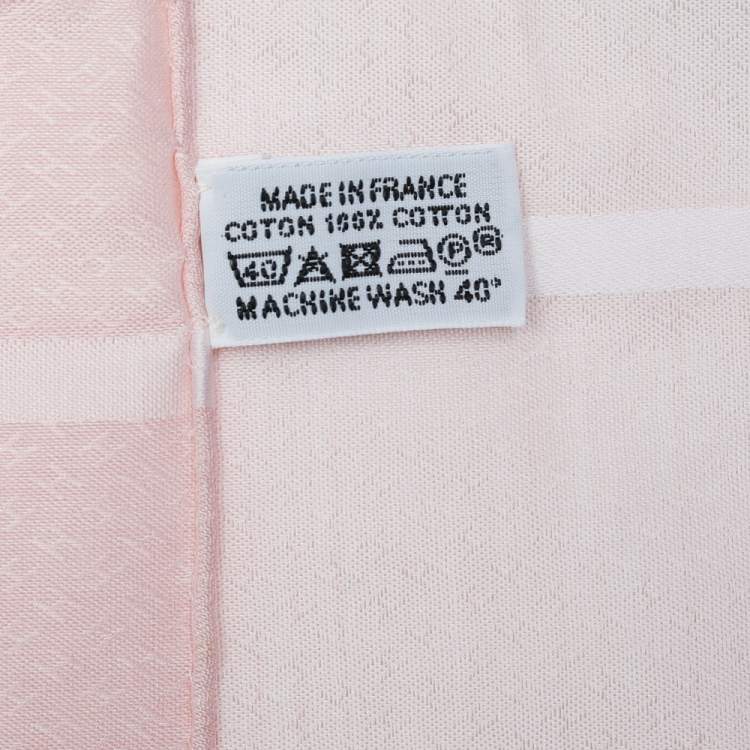 MADE IN FRANCE
COTON 100% COTTON
40 P R
MACHINE WASH 40°